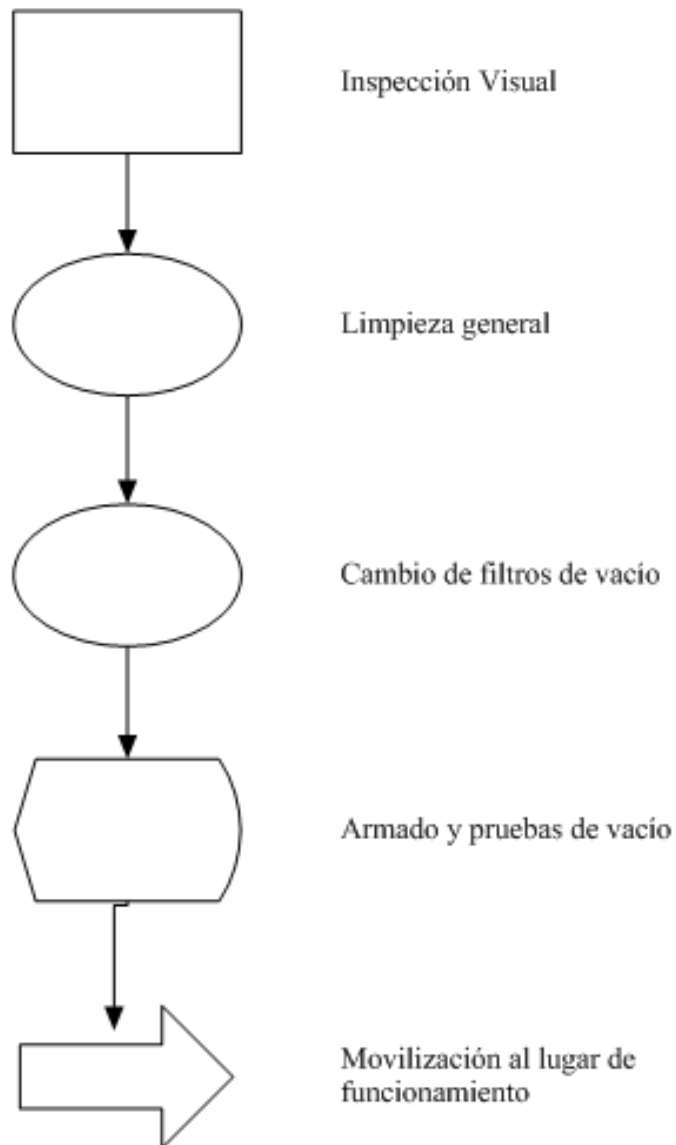 Inspección Visual
Limpieza general
Cambio de filtros de vacío
Armado y pruebas de vacío
Movilización al lugar de
funcionamiento